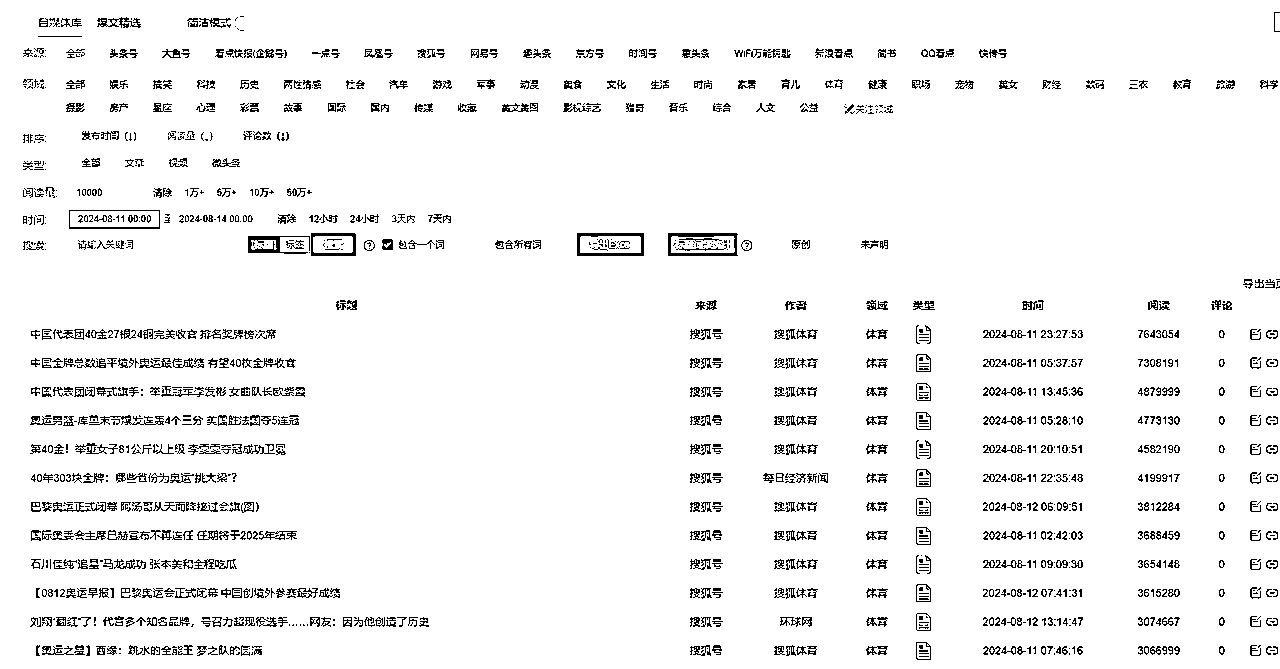 自媒体库 爆文精选 简洁模式
来源: 全部 头条号 大鱼号 看点快报(企鹅号) 一点号 凤凰号 搜狐号 网易号 趣头条 东方号 时间号 惠头条 WiFi万能钥匙 新浪看点 简书 QQ看点 快传号
领域: 全部 娱乐 搞笑 科技 历史 两性情感 社会 汽车 游戏 军事 动漫 美食 文化 生活 时尚 家居 育儿 体育 健康 职场 宠物 美女 财经 数码 三农 教育 旅游 科学
摄影 房产 星座 心理 彩票 故事 国际 国内 传媒 收藏 美文美图 影视综艺 猎奇 音乐 综合 人文 公益 关注领域
排序: 发布时间 (↓) 阅读量 (↓) 评论数 (↓)
类型: 全部 文章 视频 微头条
阅读量: 10000 清除 1万+ 5万+ 10万+ 50万+
时间: 2024-08-11 00:00 至 2024-08-14 00:00 清除 12小时 24小时 3天内 7天内
搜索: 请输入关键词 标签 包含一个词 包含所有词 原创 未声明
导出当页
标题 来源 作者 领域 类型 时间 阅读 评论
中国代表团40金27银24铜完美收官 排名奖牌榜次席 搜狐号 搜狐体育 体育 2024-08-11 23:27:53 7643054 0
中国金牌总数追平境外奥运最佳成绩 有望40枚金牌收官 搜狐号 搜狐体育 体育 2024-08-11 05:37:57 7308191 0
中国代表团闭幕式旗手：举重冠军李发彬 女曲队长欧紫霞 搜狐号 搜狐体育 体育 2024-08-11 13:45:36 4879999 0
奥运男篮-库里末节爆发连轰4个三分 美国胜法国夺5连冠 搜狐号 搜狐体育 体育 2024-08-11 05:28:10 4773130 0
第40金！举重女子81公斤以上级 李雯雯夺冠成功卫冕 搜狐号 搜狐体育 体育 2024-08-11 20:10:51 4582190 0
40年303块金牌：哪些省份为奥运“挑大梁”？ 搜狐号 每日经济新闻 体育 2024-08-11 22:35:48 4199917 0
巴黎奥运正式闭幕 阿汤哥从天而降接过会旗(图) 搜狐号 搜狐体育 体育 2024-08-12 06:09:51 3812284 0
国际奥委会主席巴赫宣布不再连任 任期将于2025年结束 搜狐号 搜狐体育 体育 2024-08-11 02:42:03 3688459 0
石川佳纯“追星”马龙成功 张本美和全程吃瓜 搜狐号 搜狐体育 体育 2024-08-11 09:09:30 3654148 0
【0812奥运早报】巴黎奥运会正式闭幕 中国创境外参赛最好成绩 搜狐号 搜狐体育 体育 2024-08-12 07:41:31 3615280 0
刘翔“翻红”了！代言多个知名品牌，号召力超现役选手……网友：因为他创造了历史 搜狐号 环球网 体育 2024-08-12 13:14:47 3074667 0
【奥运之星】西缘：跳水的全能王 梦之队的圆满 搜狐号 搜狐体育 体育 2024-08-11 07:46:16 3066999 0